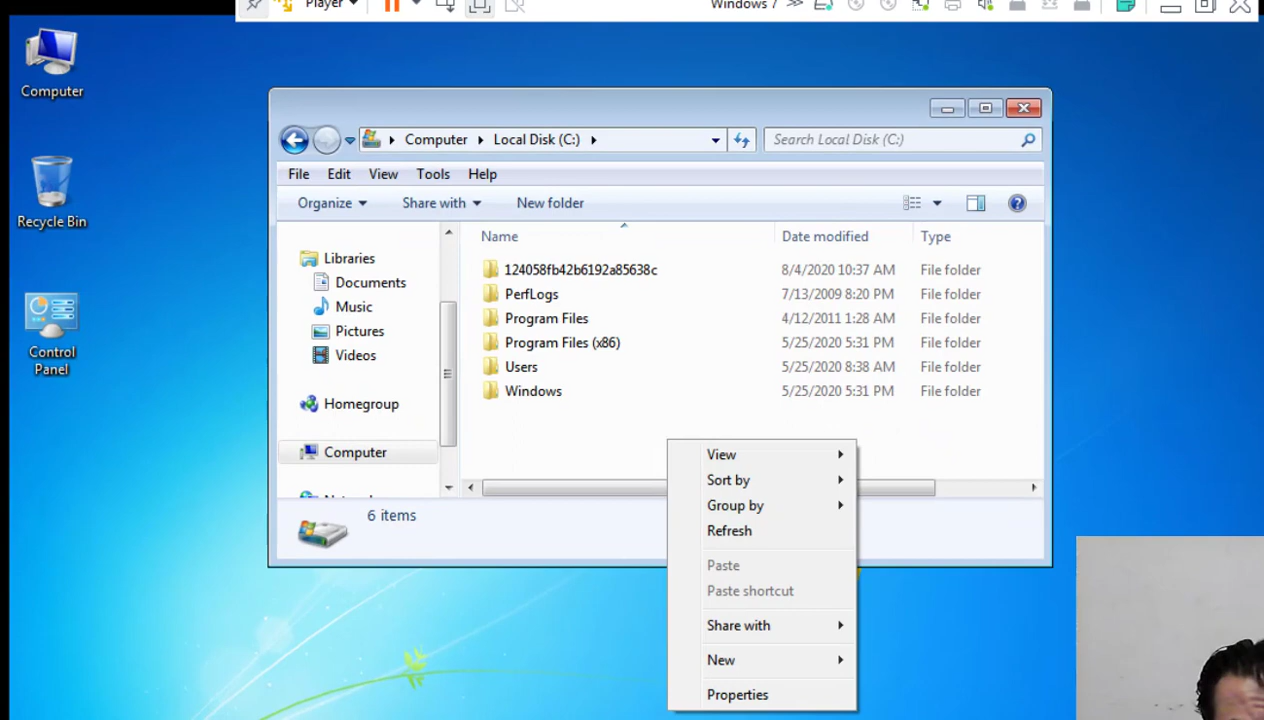 Player
Windows 7
Computer
Recycle Bin
Control
Panel
Computer Local Disk (C:)
Search Local Disk (C:)
File Edit View Tools Help
Organize Share with New folder
Libraries
Documents
Music
Pictures
Videos
Homegroup
Computer
Name Date modified Type
124058fb42b6192a85638c 8/4/2020 10:37 AM File folder
PerfLogs 7/13/2009 8:20 PM File folder
Program Files 4/12/2011 1:28 AM File folder
Program Files (x86) 5/25/2020 5:31 PM File folder
Users 5/25/2020 8:38 AM File folder
Windows 5/25/2020 5:31 PM File folder
6 items
View
Sort by
Group by
Refresh
Paste
Paste shortcut
Share with
New
Properties